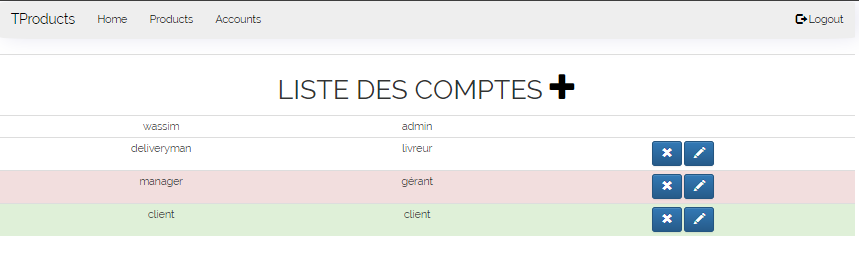 TProducts Home Products Accounts Logout
LISTE DES COMPTES
wassim admin
deliveryman livreur
manager gérant
client client